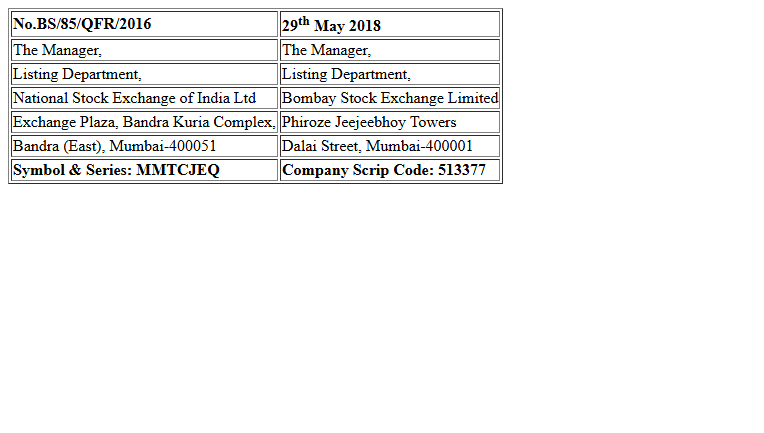 No.BS/85/QFR/2016 29th May 2018
The Manager, The Manager,
Listing Department, Listing Department,
National Stock Exchange of India Ltd Bombay Stock Exchange Limited
Exchange Plaza, Bandra Kuria Complex, Phiroze Jeejeebhoy Towers
Bandra (East), Mumbai-400051 Dalai Street, Mumbai-400001
Symbol & Series: MMTCJEQ Company Scrip Code: 513377